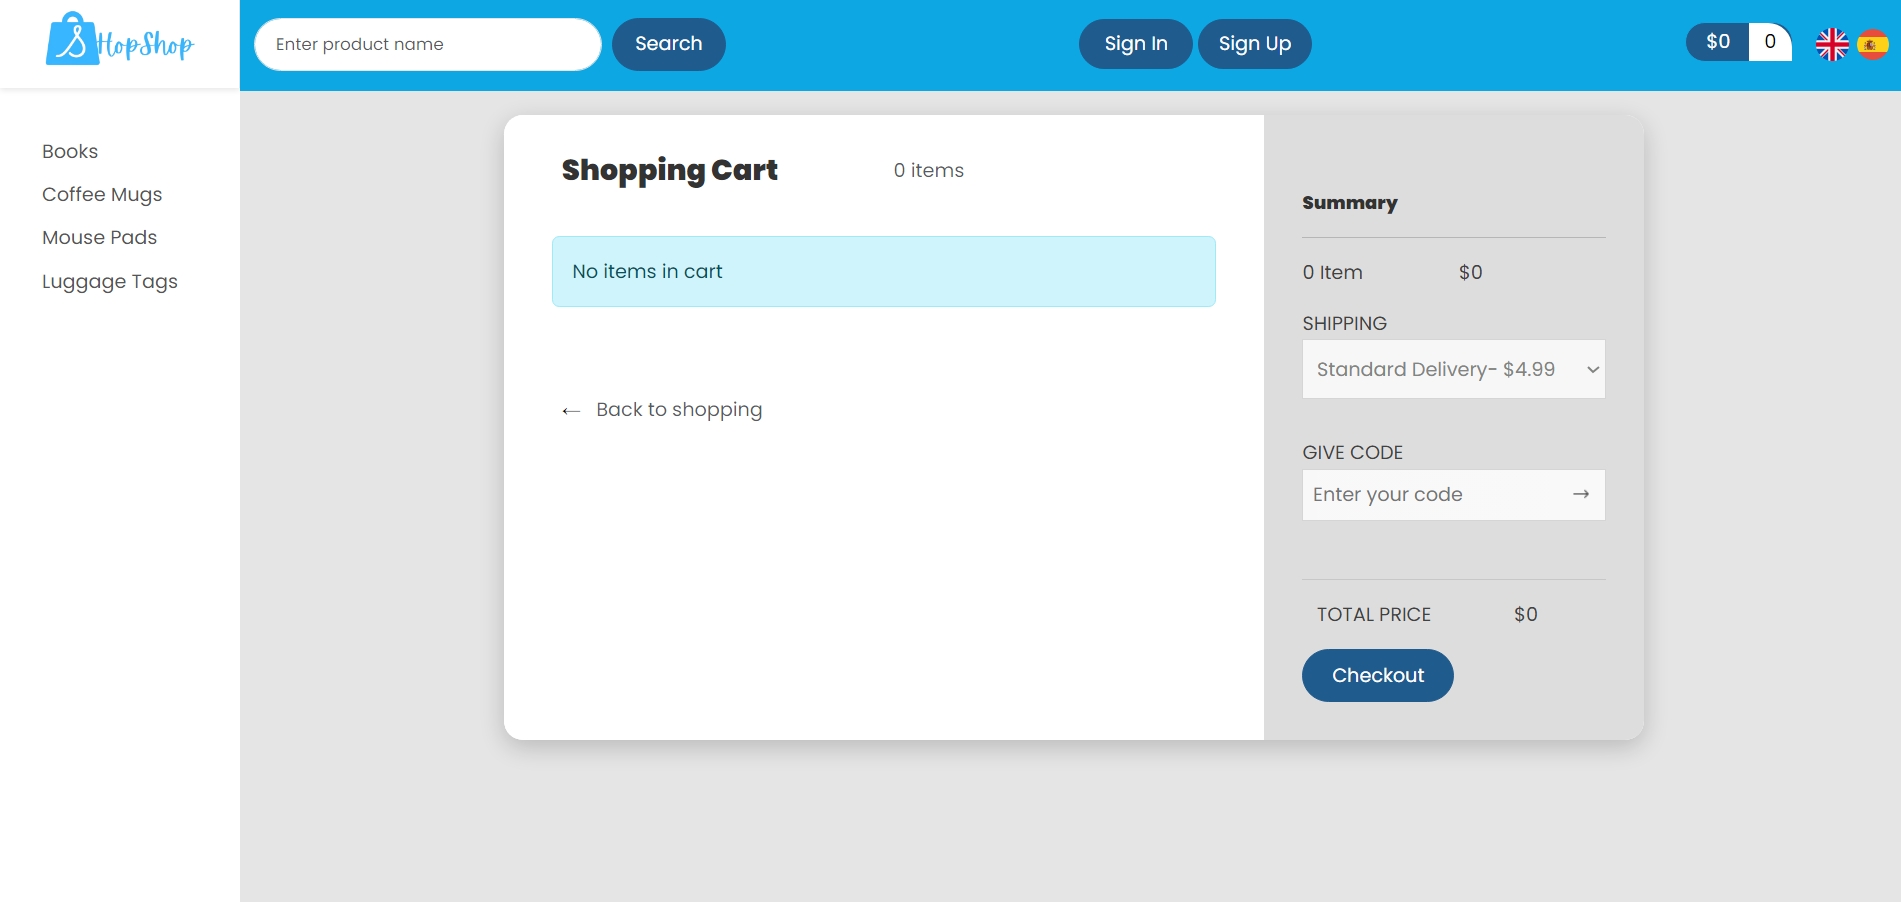 SHopShop
Enter product name
Search
Sign In
Sign Up
$0
0
Books
Coffee Mugs
Mouse Pads
Luggage Tags
Shopping Cart
0 items
No items in cart
← Back to shopping
Summary
0 Item
$0
SHIPPING
Standard Delivery- $4.99
GIVE CODE
Enter your code →
TOTAL PRICE
$0
Checkout